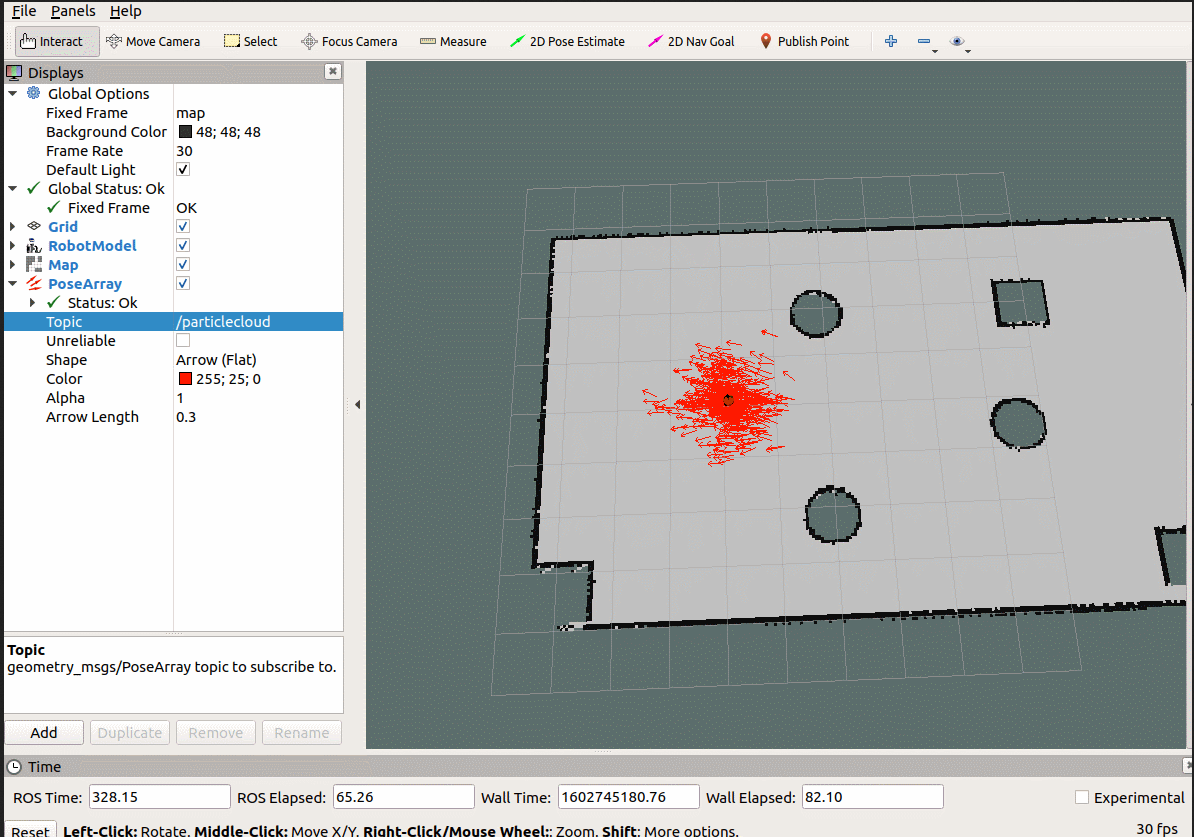 File Panels Help
Interact Move Camera Select Focus Camera Measure 2D Pose Estimate 2D Nav Goal Publish Point
Displays
Global Options
Fixed Frame map
Background Color 48; 48; 48
Frame Rate 30
Default Light
Global Status: Ok
Fixed Frame OK
Grid
RobotModel
Map
PoseArray
Status: Ok
Topic /particlecloud
Unreliable
Shape Arrow (Flat)
Color 255; 25; 0
Alpha 1
Arrow Length 0.3
Topic
geometry_msgs/PoseArray topic to subscribe to.
Add Duplicate Remove Rename
Time
ROS Time: 328.15 ROS Elapsed: 65.26 Wall Time: 1602745180.76 Wall Elapsed: 82.10 Experimental
Reset Left-Click: Rotate. Middle-Click: Move X/Y. Right-Click/Mouse Wheel:: Zoom. Shift: More options. 30 fps